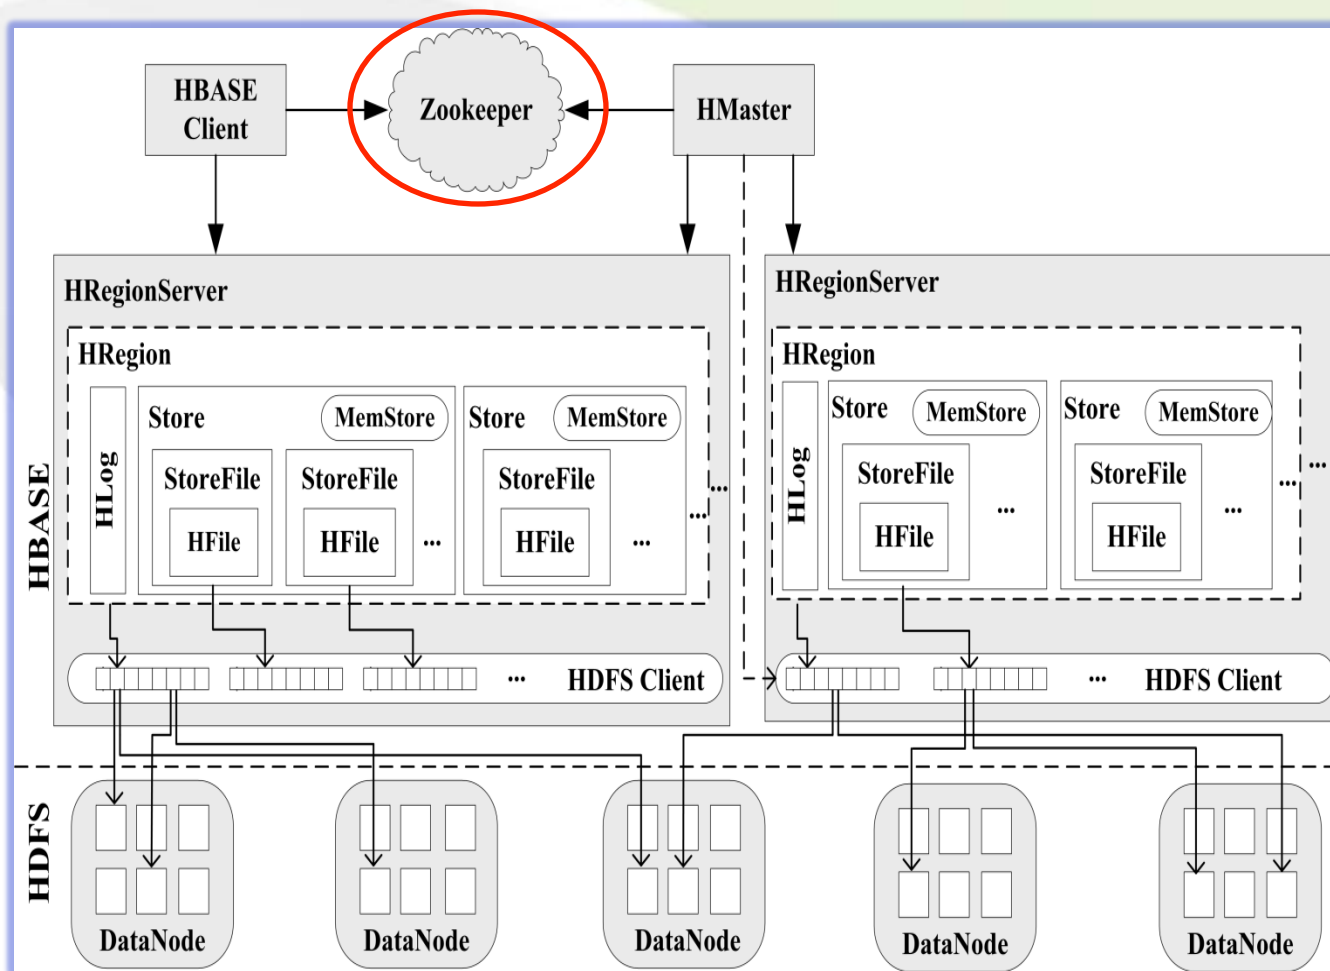 HBASE
Client
Zookeeper
HMaster
HRegionServer
HRegion
HLog
Store
MemStore
StoreFile
HFile
StoreFile
HFile
...
Store
MemStore
StoreFile
HFile
...
...
...
HDFS Client
...
HRegionServer
HRegion
HLog
Store
MemStore
StoreFile
HFile
...
Store
MemStore
StoreFile
HFile
...
...
...
...
HDFS Client
HBASE
HDFS
DataNode
DataNode
DataNode
DataNode
DataNode